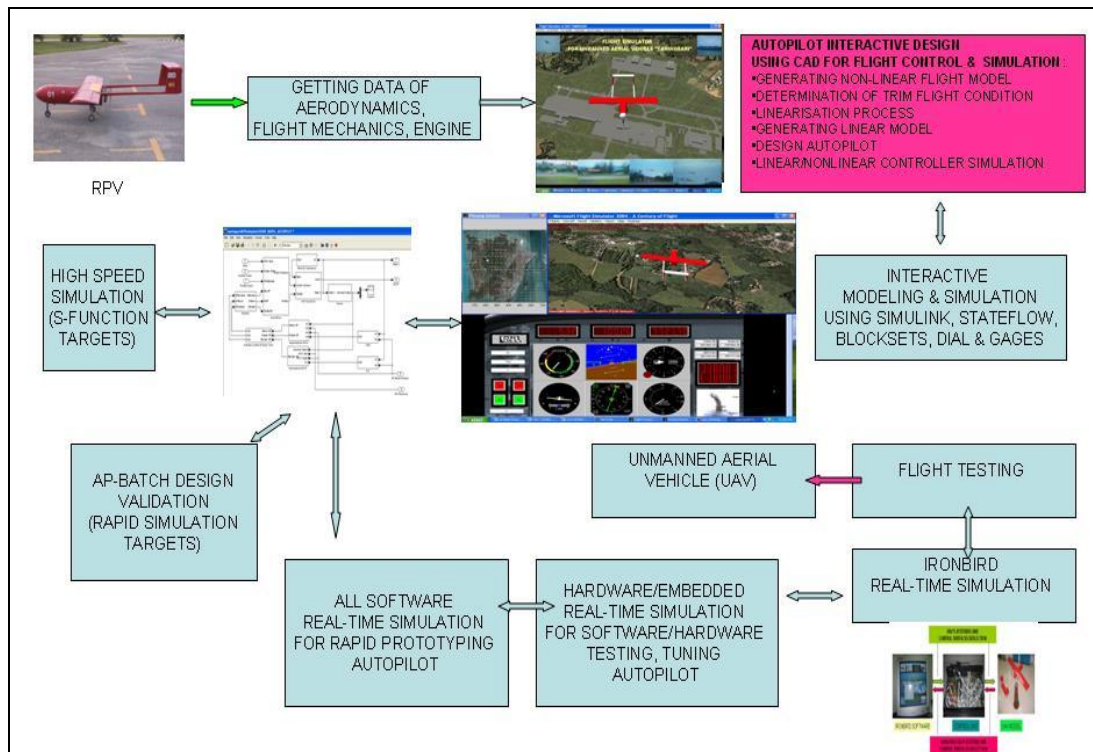 RPV
GETTING DATA OF
AERODYNAMICS,
FLIGHT MECHANICS, ENGINE
FLIGHT SIMULATOR
AUTOPILOT INTERACTIVE DESIGN
USING CAD FOR FLIGHT CONTROL & SIMULATION :
▪GENERATING NON-LINEAR FLIGHT MODEL
▪DETERMINATION OF TRIM FLIGHT CONDITION
▪LINEARISATION PROCESS
▪GENERATING LINEAR MODEL
▪DESIGN AUTOPILOT
▪LINEAR/NONLINEAR CONTROLLER SIMULATION
HIGH SPEED
SIMULATION
(S-FUNCTION
TARGETS)
Microsoft Flight Simulator 2004 - A Century of Flight
INTERACTIVE
MODELING & SIMULATION
USING SIMULINK, STATEFLOW,
BLOCKSETS, DIAL & GAGES
AP-BATCH DESIGN
VALIDATION
(RAPID SIMULATION
TARGETS)
UNMANNED AERIAL
VEHICLE (UAV)
FLIGHT TESTING
ALL SOFTWARE
REAL-TIME SIMULATION
FOR RAPID PROTOTYPING
AUTOPILOT
HARDWARE/EMBEDDED
REAL-TIME SIMULATION
FOR SOFTWARE/HARDWARE
TESTING, TUNING
AUTOPILOT
IRONBIRD
REAL-TIME SIMULATION